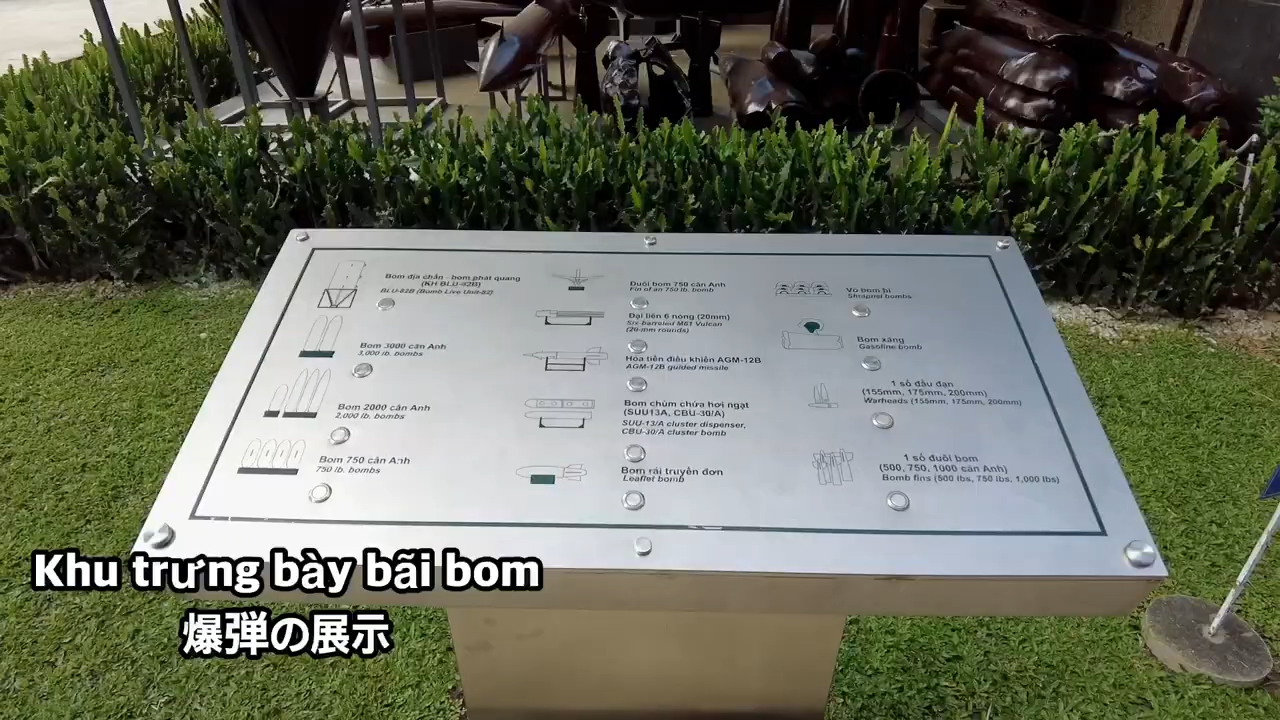 Bom địa chấn - bom phát quang
(KH BLU-82B)
BLU-82B (Bomb Live Unit-82)
Bom 3000 cân Anh
3,000 lb. bombs
Bom 2000 cân Anh
2,000 lb. bombs
Bom 750 cân Anh
750 lb. bombs
Đuôi bom 750 cân Anh
Fin of an 750 lb. bomb
Đại liên 6 nòng (20mm)
Six-barreled M61 Vulcan
(20-mm rounds)
Hỏa tiễn điều khiển AGM-12B
AGM-12B guided missile
Bom chùm chứa hơi ngạt
(SUU13A, CBU-30/A)
SUU-13/A cluster dispenser,
CBU-30/A cluster bomb
Bom rải truyền đơn
Leaflet bomb
Vỏ bom bi
Shrapnel bombs
Bom xăng
Gasoline bomb
1 số đầu đạn
(155mm, 175mm, 200mm)
Warheads (155mm, 175mm, 200mm)
1 số đuôi bom
(500, 750, 1000 cân Anh)
Bomb fins (500 lbs, 750 lbs, 1,000 lbs)
Khu trưng bày bãi bom
爆弾の展示